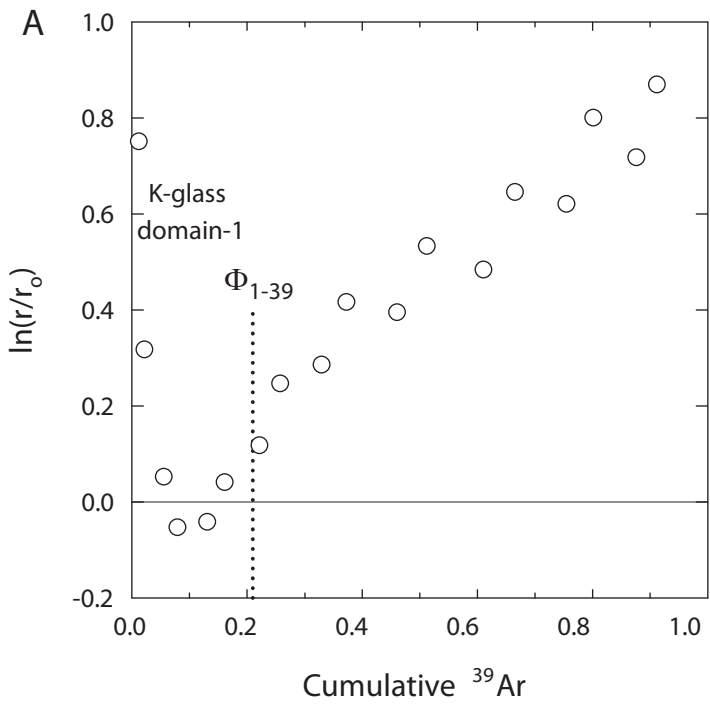 A
1.0
0.8
0.6
0.4
0.2
0.0
-0.2
ln(r/rₒ)
K-glass
domain-1
Φ₁₋₃₉
0.0 0.2 0.4 0.6 0.8 1.0
Cumulative ³⁹Ar